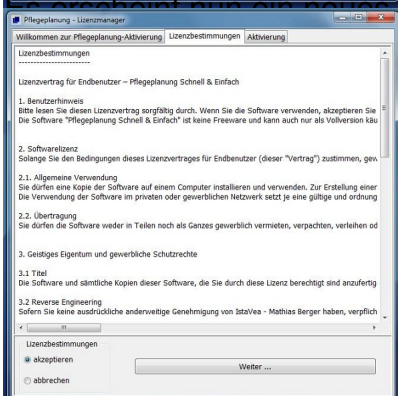 Es erscheint nun ein neues
Pflegeplanung - Lizenzmanager
Willkommen zur Pflegeplanung-Aktivierung Lizenzbestimmungen Aktivierung
Lizenzbestimmungen
------------------------
Lizenzvertrag für Endbenutzer – Pflegeplanung Schnell & Einfach
1. Benutzerhinweis
Bitte lesen Sie diesen Lizenzvertrag sorgfältig durch. Wenn Sie die Software verwenden, akzeptieren Sie
Die Software "Pflegeplanung Schnell & Einfach" ist keine Freeware und kann auch nur als Vollversion käu
2. Softwarelizenz
Solange Sie den Bedingungen dieses Lizenzvertrages für Endbenutzer (dieser "Vertrag") zustimmen, gew
2.1. Allgemeine Verwendung
Sie dürfen eine Kopie der Software auf einem Computer installieren und verwenden. Zur Erstellung einer
Die Verwendung der Software im privaten oder gewerblichen Netzwerk setzt je eine gültige und ordnung
2.2. Übertragung
Sie dürfen die Software weder in Teilen noch als Ganzes gewerblich vermieten, verpachten, verleihen od
3. Geistiges Eigentum und gewerbliche Schutzrechte
3.1 Titel
Die Software und sämtliche Kopien dieser Software, die Sie durch diese Lizenz berechtigt sind anzufertig
3.2 Reverse Engineering
Sofern Sie keine ausdrückliche anderweitige Genehmigung von IstaVea - Mathias Berger haben, verpflich
Lizenzbestimmungen
akzeptieren
Weiter ...
abbrechen